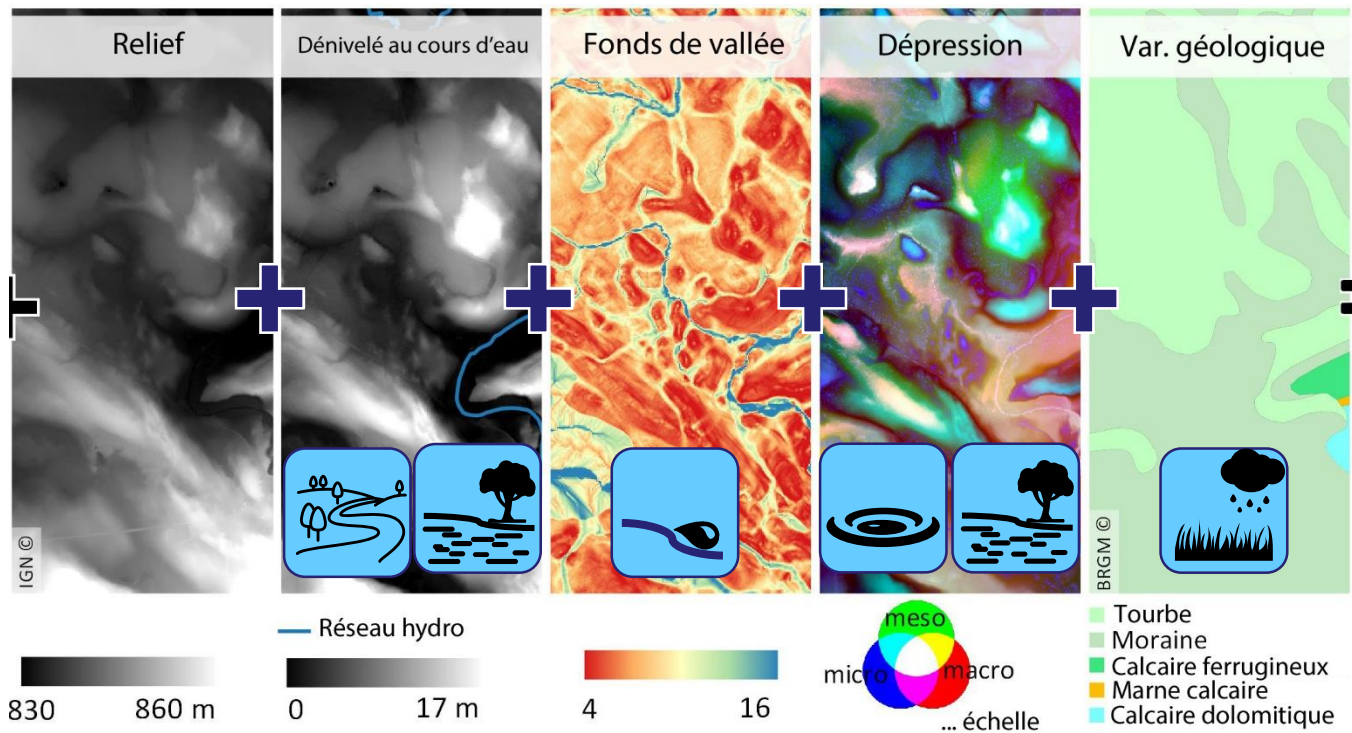 Relief
Dénivelé au cours d'eau
Fonds de vallée
Dépression
Var. géologique
IGN ©
BRGM ©
Réseau hydro
830
860 m
0
17 m
4
16
meso
micro
macro
... échelle
Tourbe
Moraine
Calcaire ferrugineux
Marne calcaire
Calcaire dolomitique